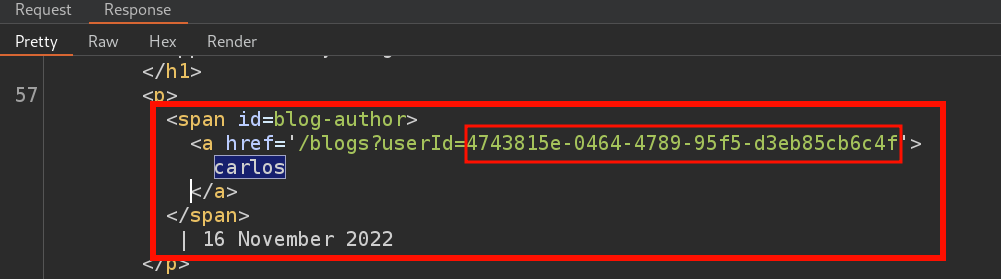 Request Response
Pretty Raw Hex Render
</h1>
57 <p>
<span id=blog-author>
<a href='/blogs?userId=4743815e-0464-4789-95f5-d3eb85cb6c4f'>
carlos
</a>
</span>
| 16 November 2022
</p>